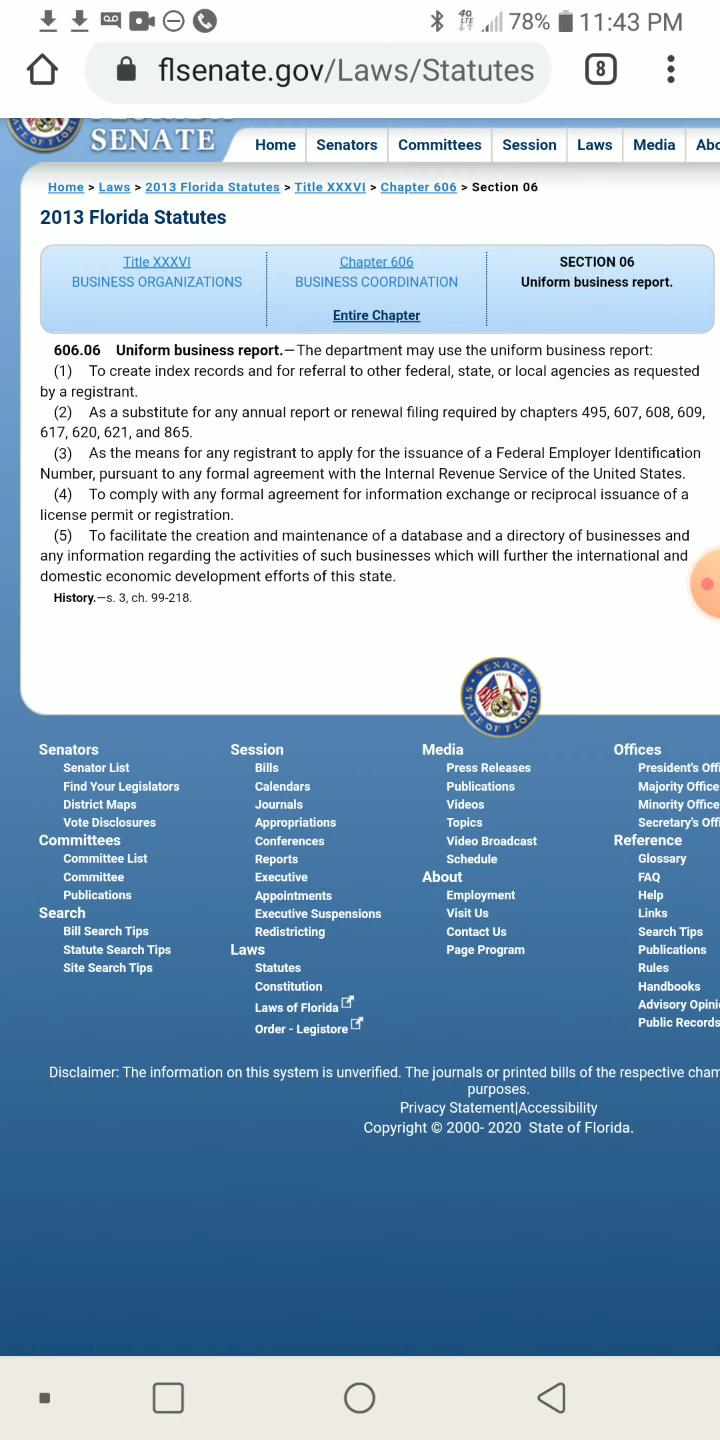 78% 11:43 PM
flsenate.gov/Laws/Statutes 8
SENATE Home Senators Committees Session Laws Media Abo
Home > Laws > 2013 Florida Statutes > Title XXXVI > Chapter 606 > Section 06
2013 Florida Statutes
Title XXXVI Chapter 606 SECTION 06
BUSINESS ORGANIZATIONS BUSINESS COORDINATION Uniform business report.
Entire Chapter
606.06 Uniform business report.—The department may use the uniform business report:
(1) To create index records and for referral to other federal, state, or local agencies as requested
by a registrant.
(2) As a substitute for any annual report or renewal filing required by chapters 495, 607, 608, 609,
617, 620, 621, and 865.
(3) As the means for any registrant to apply for the issuance of a Federal Employer Identification
Number, pursuant to any formal agreement with the Internal Revenue Service of the United States.
(4) To comply with any formal agreement for information exchange or reciprocal issuance of a
license permit or registration.
(5) To facilitate the creation and maintenance of a database and a directory of businesses and
any information regarding the activities of such businesses which will further the international and
domestic economic development efforts of this state.
History.—s. 3, ch. 99-218.
SENATE
STATE OF FLORIDA
Senators
Senator List
Find Your Legislators
District Maps
Vote Disclosures
Committees
Committee List
Committee
Publications
Search
Bill Search Tips
Statute Search Tips
Site Search Tips
Session
Bills
Calendars
Journals
Appropriations
Conferences
Reports
Executive
Appointments
Executive Suspensions
Redistricting
Laws
Statutes
Constitution
Laws of Florida
Order - Legistore
Media
Press Releases
Publications
Videos
Topics
Video Broadcast
Schedule
About
Employment
Visit Us
Contact Us
Page Program
Offices
President's Offi
Majority Office
Minority Office
Secretary's Offi
Reference
Glossary
FAQ
Help
Links
Search Tips
Publications
Rules
Handbooks
Advisory Opini
Public Records
Disclaimer: The information on this system is unverified. The journals or printed bills of the respective cham
purposes.
Privacy Statement|Accessibility
Copyright © 2000- 2020 State of Florida.